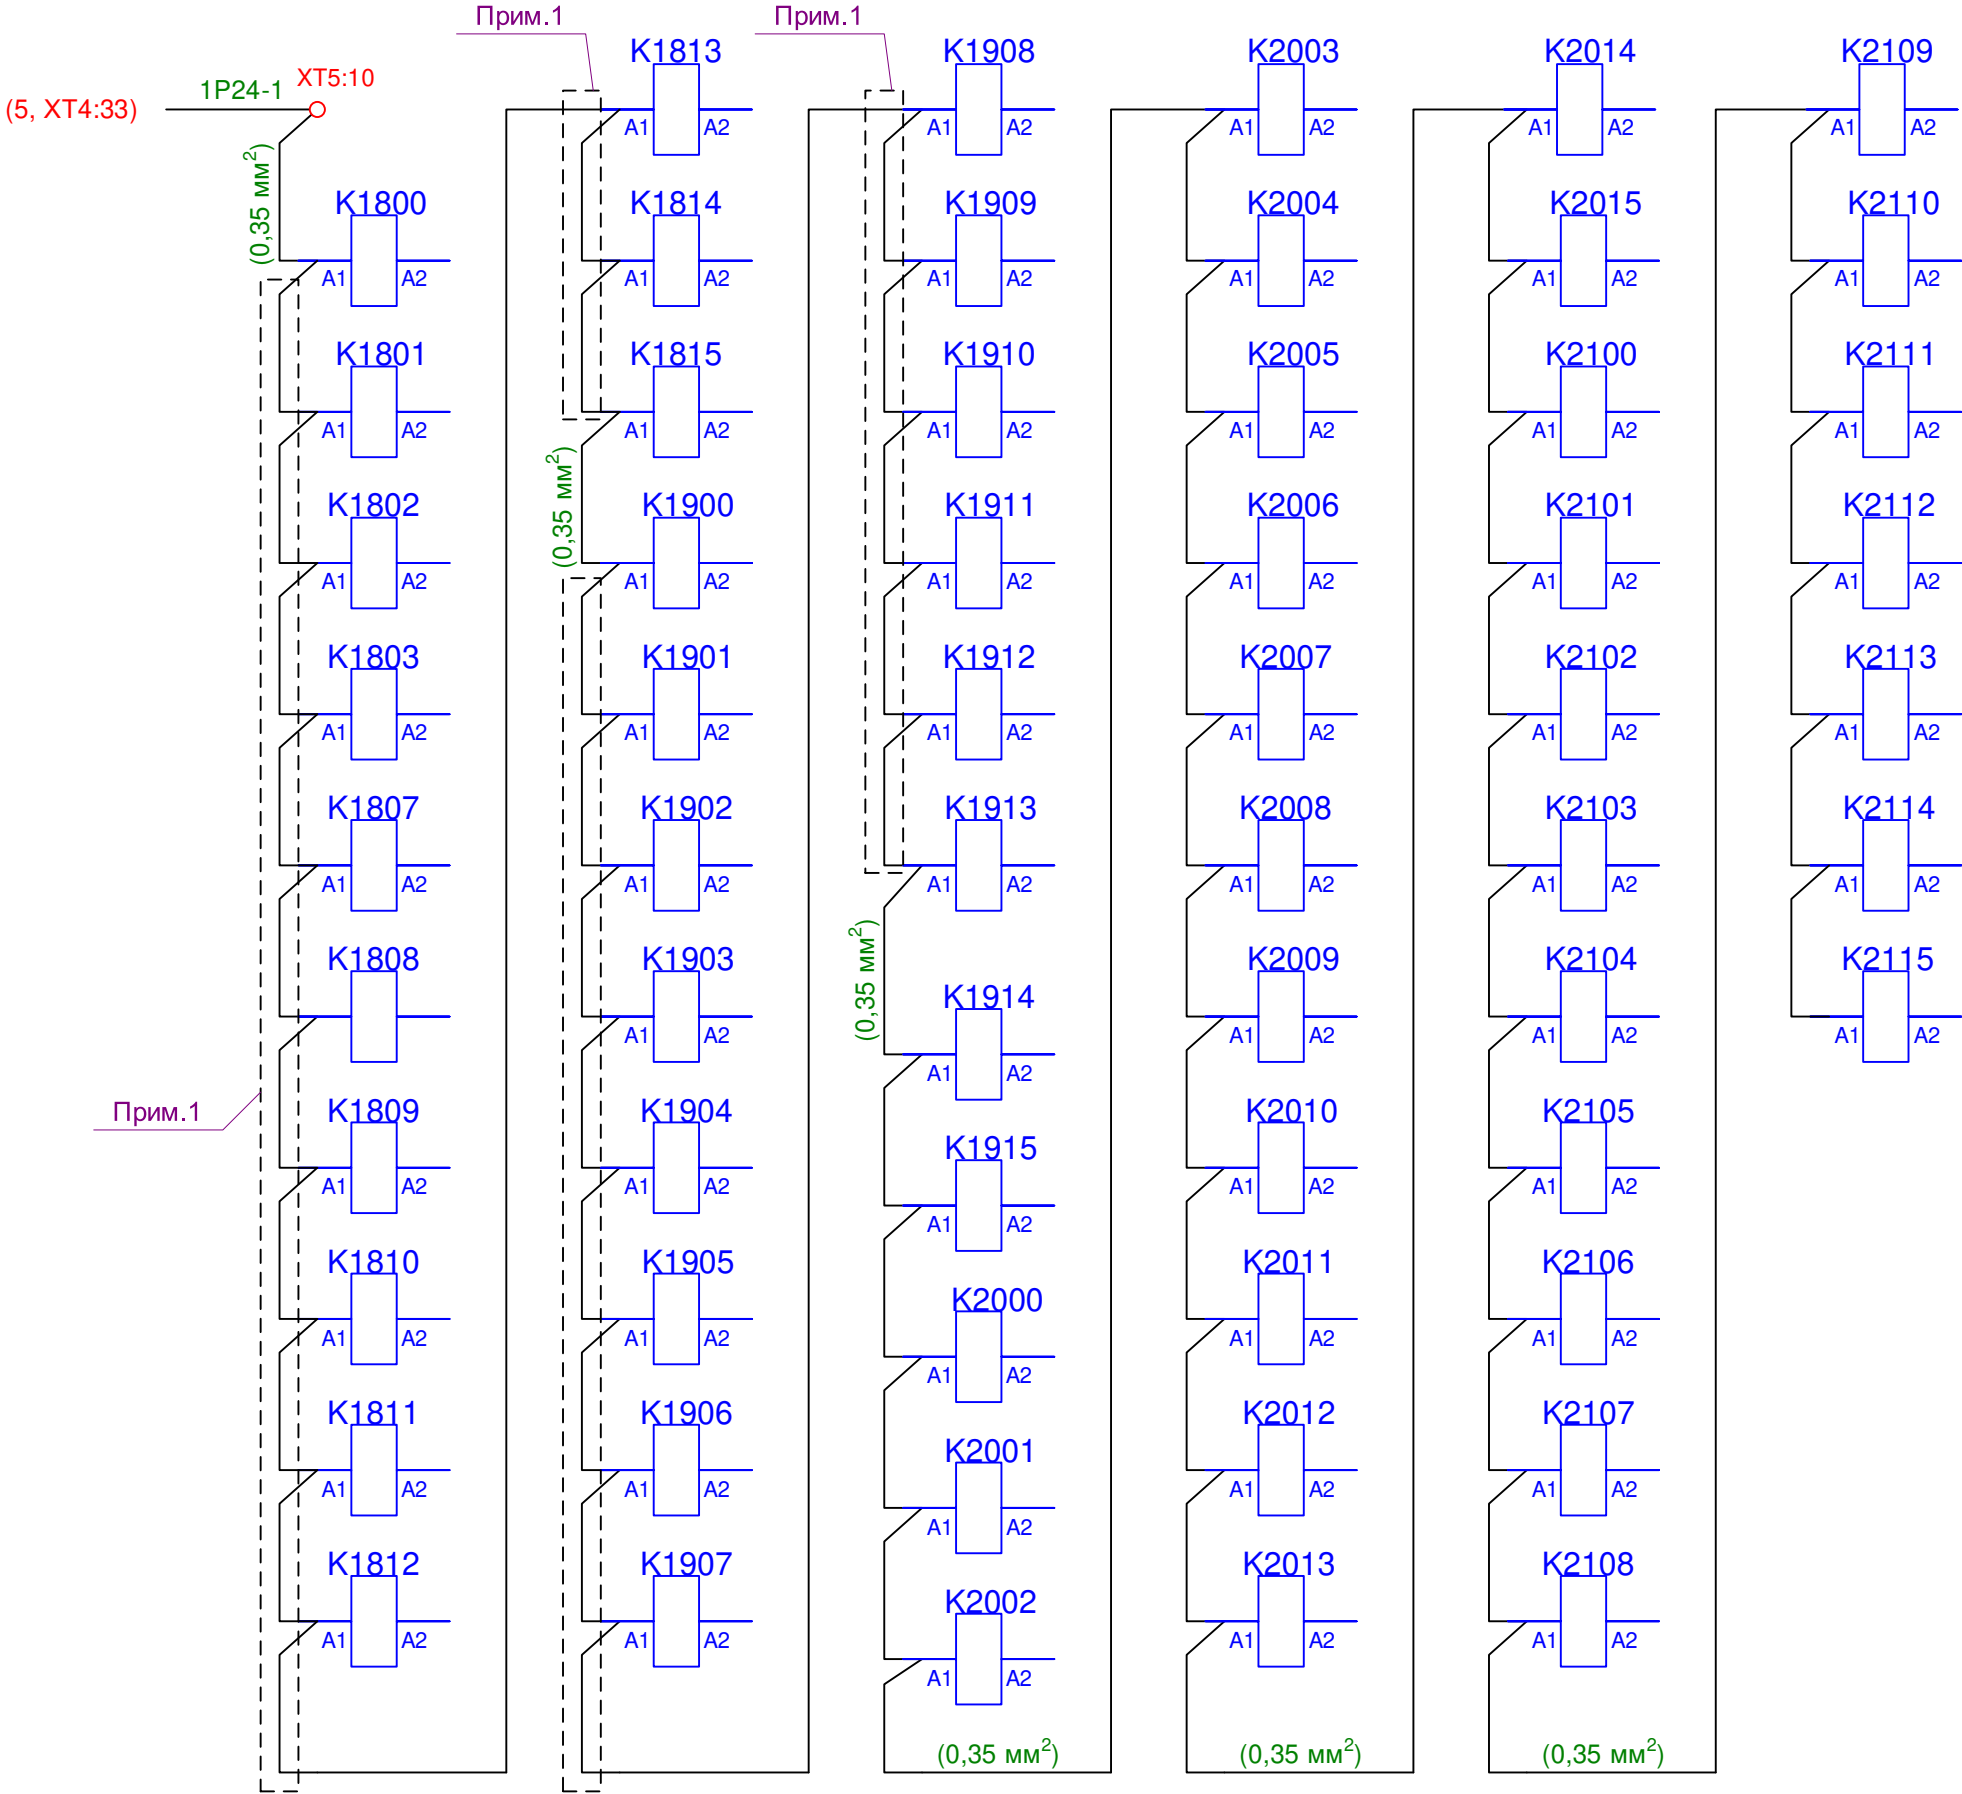 Прим.1
Прим.1
(5, XT4:33)
1P24-1
XT5:10
(0,35 мм²)
K1800
A1 A2
K1801
A1 A2
K1802
A1 A2
K1803
A1 A2
K1807
A1 A2
K1808
K1809
A1 A2
Прим.1
K1810
A1 A2
K1811
A1 A2
K1812
A1 A2
K1813
A1 A2
K1814
A1 A2
K1815
A1 A2
(0,35 мм²)
K1900
A1 A2
K1901
A1 A2
K1902
A1 A2
K1903
A1 A2
K1904
A1 A2
K1905
A1 A2
K1906
A1 A2
K1907
A1 A2
K1908
A1 A2
K1909
A1 A2
K1910
A1 A2
K1911
A1 A2
K1912
A1 A2
K1913
A1 A2
(0,35 мм²)
K1914
A1 A2
K1915
A1 A2
K2000
A1 A2
K2001
A1 A2
K2002
A1 A2
(0,35 мм²)
K2003
A1 A2
K2004
A1 A2
K2005
A1 A2
K2006
A1 A2
K2007
A1 A2
K2008
A1 A2
K2009
A1 A2
K2010
A1 A2
K2011
A1 A2
K2012
A1 A2
K2013
A1 A2
(0,35 мм²)
K2014
A1 A2
K2015
A1 A2
K2100
A1 A2
K2101
A1 A2
K2102
A1 A2
K2103
A1 A2
K2104
A1 A2
K2105
A1 A2
K2106
A1 A2
K2107
A1 A2
K2108
A1 A2
(0,35 мм²)
K2109
A1 A2
K2110
A1 A2
K2111
A1 A2
K2112
A1 A2
K2113
A1 A2
K2114
A1 A2
K2115
A1 A2